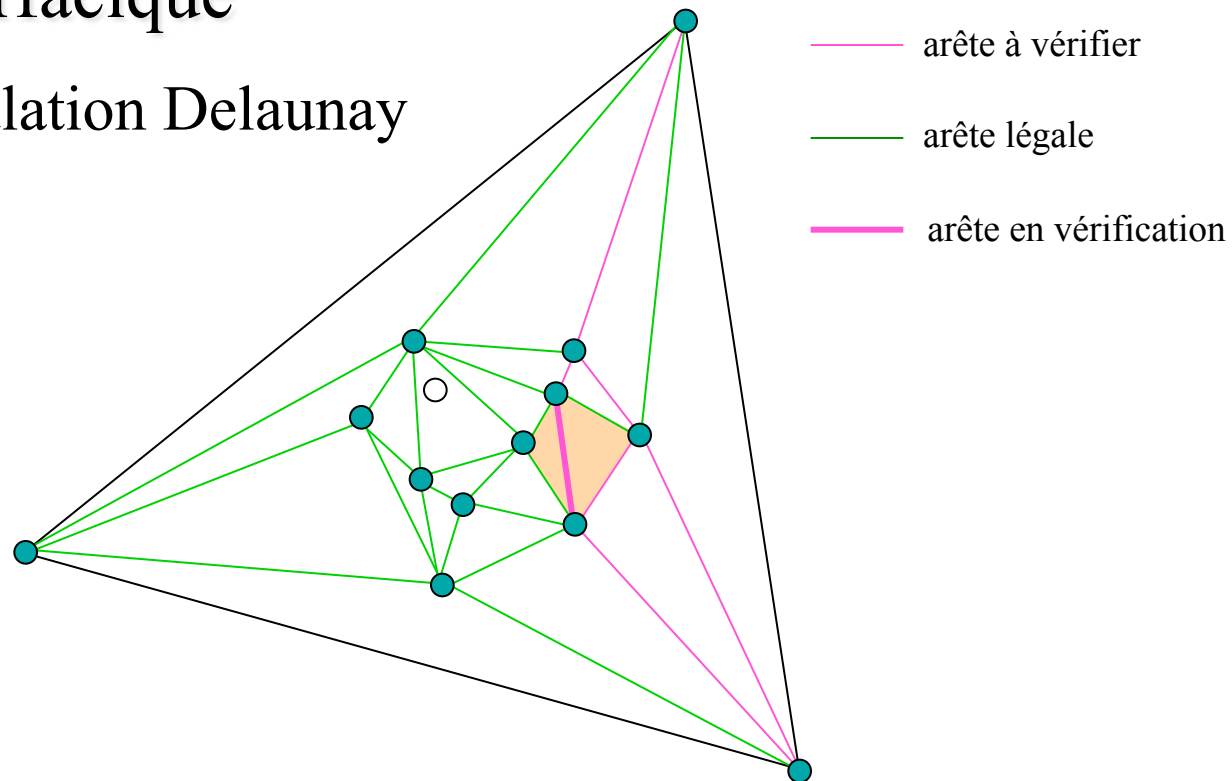 lation Delaunay
arête à vérifier
arête légale
arête en vérification